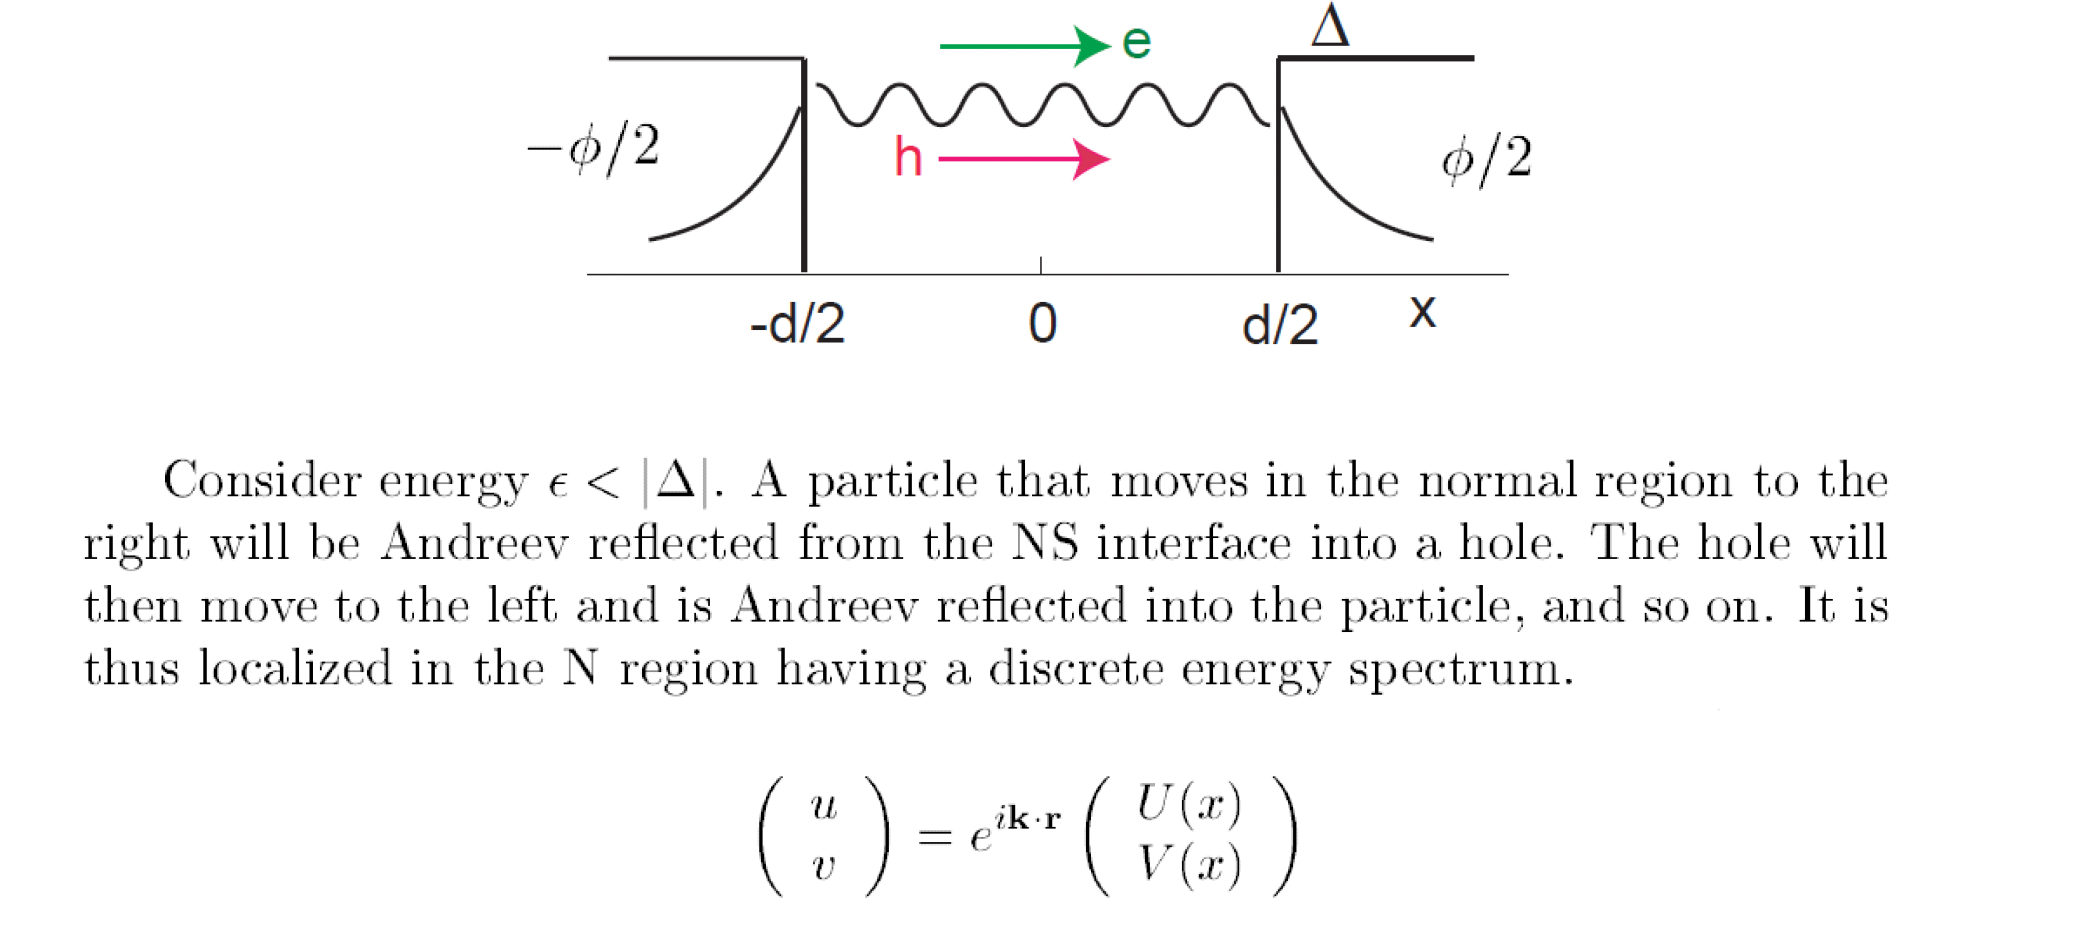 Δ
e
−ϕ/2
h
ϕ/2
-d/2 0 d/2 x
Consider energy ϵ < |Δ|. A particle that moves in the normal region to the
right will be Andreev reflected from the NS interface into a hole. The hole will
then move to the left and is Andreev reflected into the particle, and so on. It is
thus localized in the N region having a discrete energy spectrum.
( u v ) = e^{i𝐤·𝐫} ( U(x) V(x) )